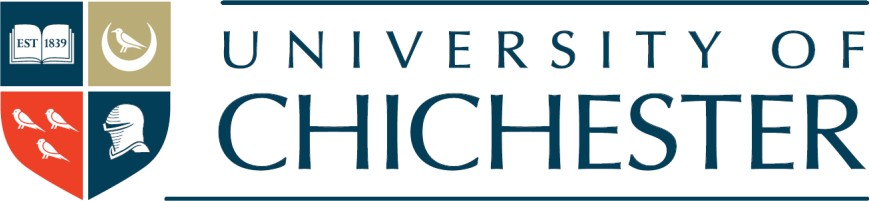 EST 1839
UNIVERSITY OF
CHICHESTER